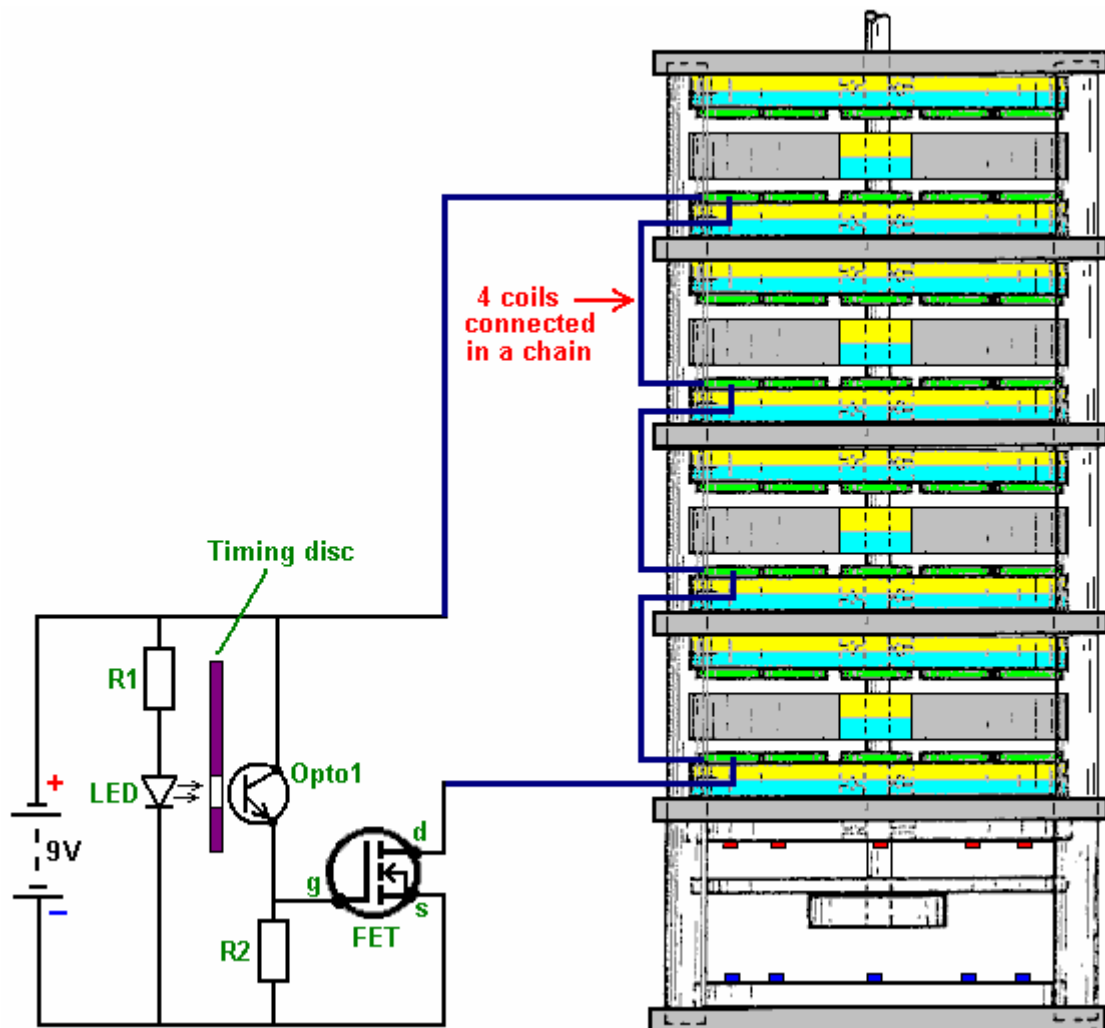 4 coils
connected
in a chain
Timing disc
R1
LED
Opto1
+
9V
−
d
g
s
FET
R2